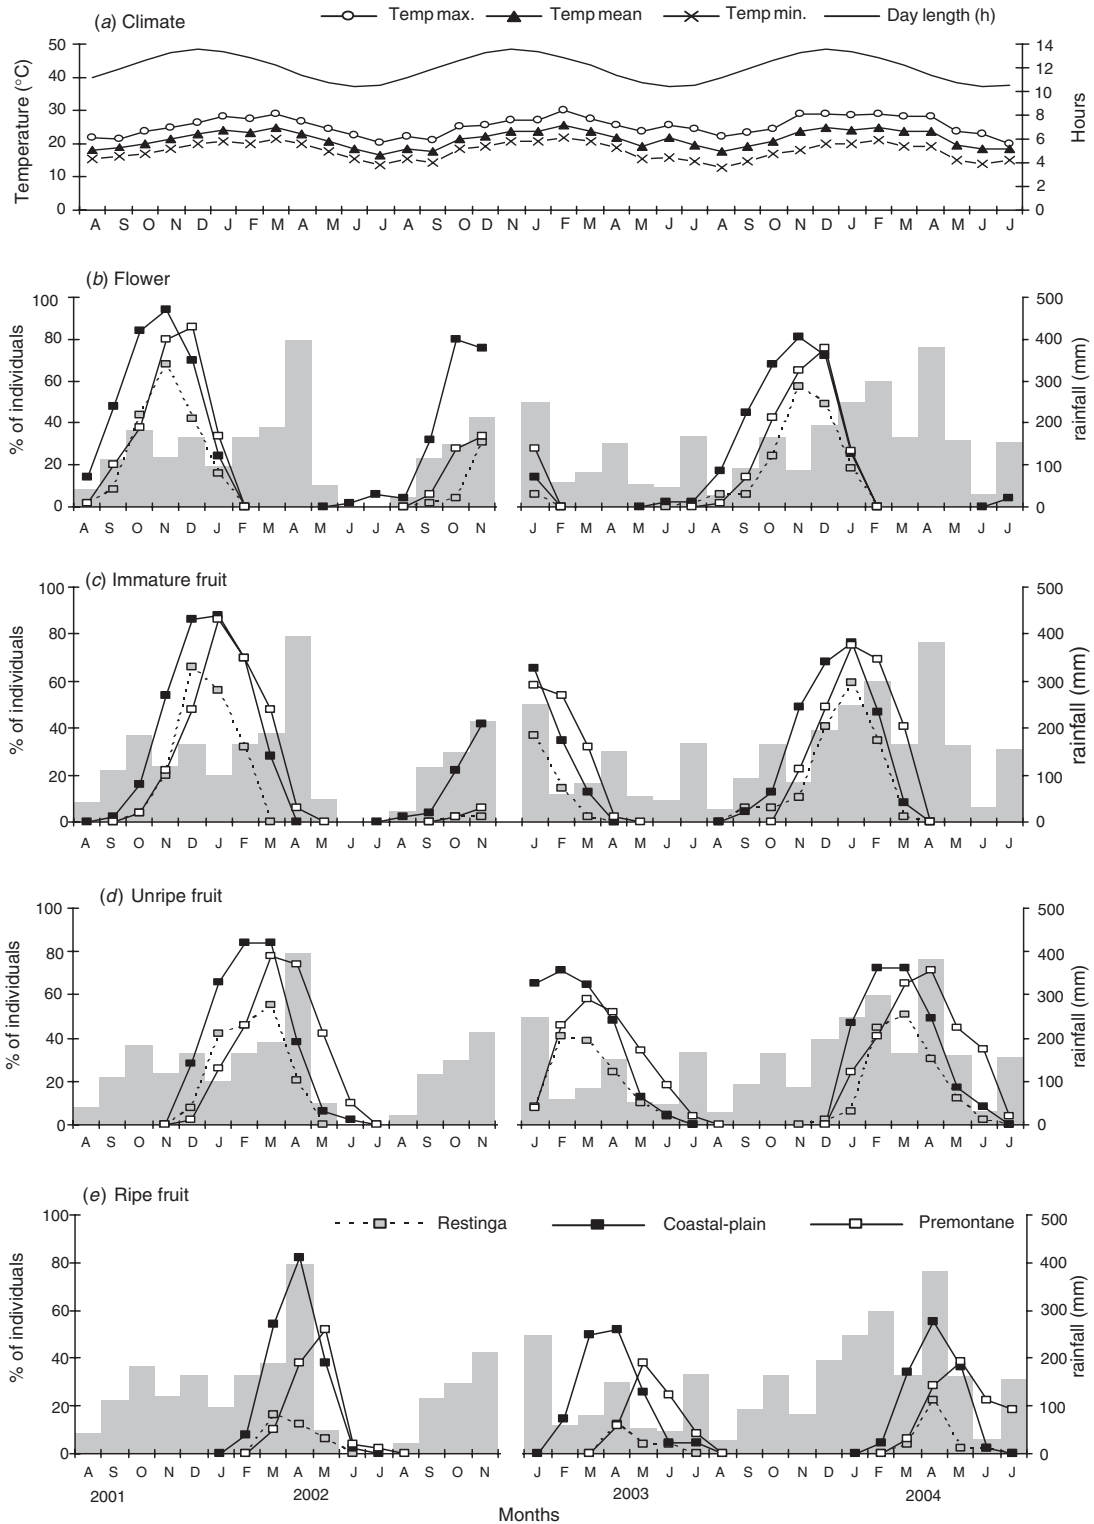 (a) Climate
Temp max. Temp mean Temp min. Day length (h)
Temperature (°C)
50 14
40 12
10
30 8
20 6
4
10 2
0 0
Hours
A S O N D J F M A M J J A S O N J F M A M J J A S O N D J F M A M J J
(b) Flower
% of individuals
100 500
80 400
60 300
40 200
20 100
0 0
rainfall (mm)
A S O N D J F M A M J J A S O N J F M A M J J A S O N D J F M A M J J
(c) Immature fruit
% of individuals
100 500
80 400
60 300
40 200
20 100
0 0
rainfall (mm)
A S O N D J F M A M J J A S O N J F M A M J J A S O N D J F M A M J J
(d) Unripe fruit
% of individuals
100 500
80 400
60 300
40 200
20 100
0 0
rainfall (mm)
A S O N D J F M A M J J A S O N J F M A M J J A S O N D J F M A M J J
(e) Ripe fruit
Restinga Coastal-plain Premontane
% of individuals
100 500
80 400
60 300
40 200
20 100
0 0
rainfall (mm)
A S O N D J F M A M J J A S O N J F M A M J J A S O N D J F M A M J J
2001 2002 2003 2004
Months